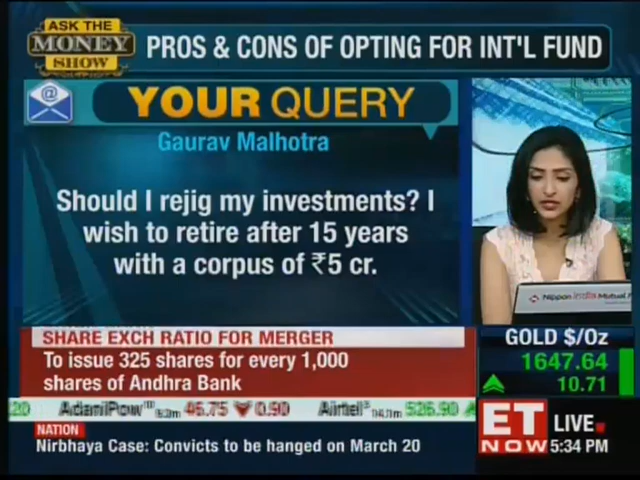 ASK THE
MONEY
SHOW
PROS & CONS OF OPTING FOR INT'L FUND
@
YOUR QUERY
Gaurav Malhotra
Should I rejig my investments? I
wish to retire after 15 years
with a corpus of ₹5 cr.
Nippon India Mutual
SHARE EXCH RATIO FOR MERGER
To issue 325 shares for every 1,000
shares of Andhra Bank
GOLD $/Oz
1647.64
10.71
.20 AdaniPow 46.75 0.90 Airtel 526.90
ET
NOW
LIVE
5:34 PM
NATION
Nirbhaya Case: Convicts to be hanged on March 20